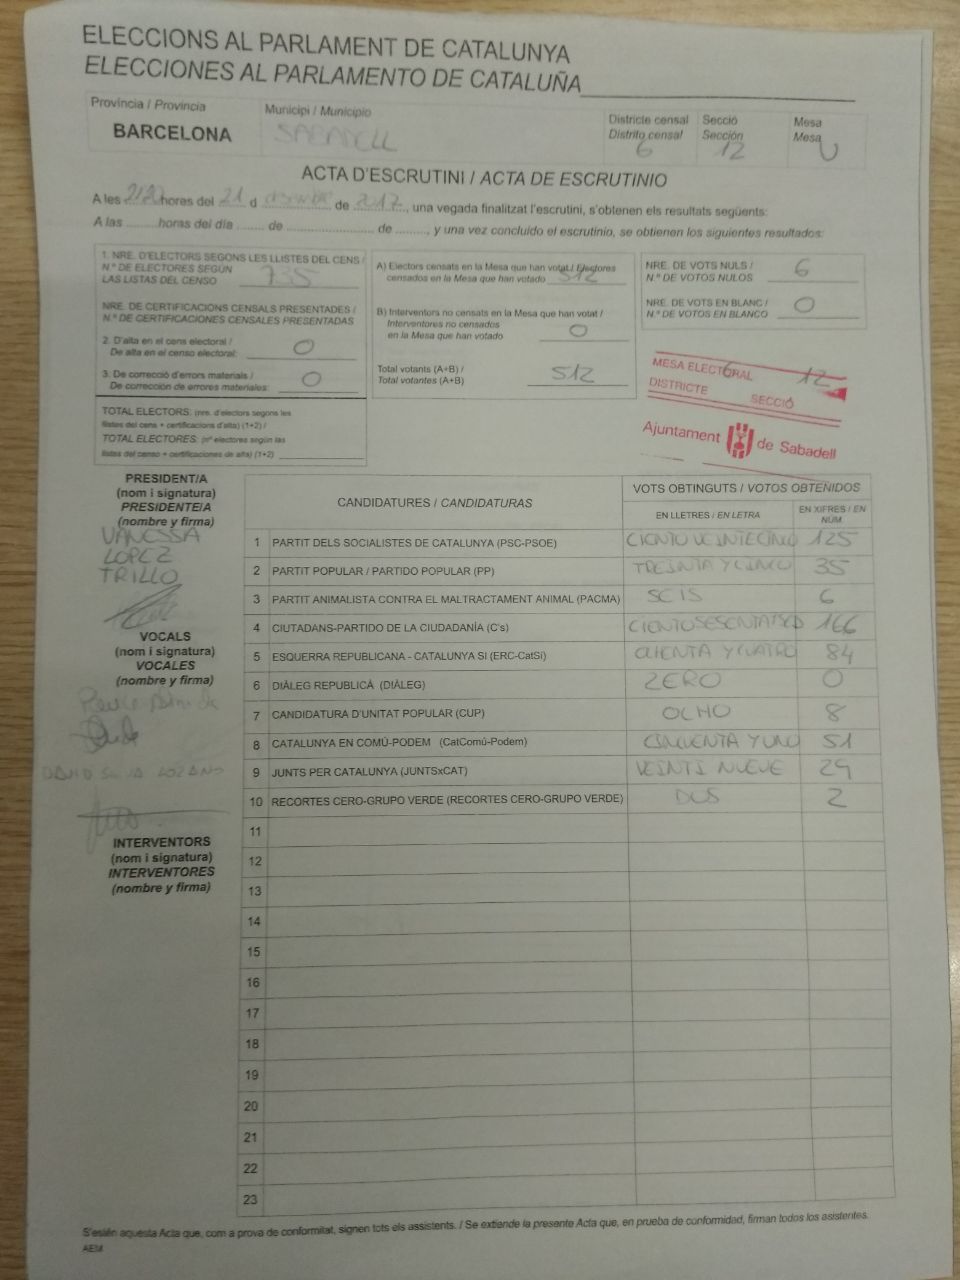 ELECCIONS AL PARLAMENT DE CATALUNYA
ELECCIONES AL PARLAMENTO DE CATALUÑA
Província / Provincia
BARCELONA
Municipi / Municipio
SABADELL
Districte censal
Distrito censal
6
Secció
Sección
12
Mesa
Mesa
U
ACTA D'ESCRUTINI / ACTA DE ESCRUTINIO
A les 2120 hores del 21 d desembre de 2017, una vegada finalitzat l'escrutini, s'obtenen els resultats següents:
A las ......... horas del día ....... de ...................... de ........, y una vez concluido el escrutinio, se obtienen los siguientes resultados:
1. NRE. D'ELECTORS SEGONS LES LLISTES DEL CENS /
N.º DE ELECTORES SEGÚN
LAS LISTAS DEL CENSO 735
NRE. DE CERTIFICACIONS CENSALS PRESENTADES /
N.º DE CERTIFICACIONES CENSALES PRESENTADAS
2. D'alta en el cens electoral /
De alta en el censo electoral: 0
3. De correcció d'errors materials /
De corrección de errores materiales: 0
TOTAL ELECTORS: (nre. d'electors segons les
llistes del cens + certificacions d'alta) (1+2) /
TOTAL ELECTORES: (nº electores según las
listas del censo + certificaciones de alta) (1+2)
A) Electors censats en la Mesa que han votat / Electores
censados en la Mesa que han votado 512
B) Interventors no censats en la Mesa que han votat /
Interventores no censados
en la Mesa que han votado 0
Total votants (A+B) /
Total votantes (A+B) 512
NRE. DE VOTS NULS /
N.º DE VOTOS NULOS 6
NRE. DE VOTS EN BLANC /
N.º DE VOTOS EN BLANCO 0
MESA ELECTORAL
DISTRICTE 6 SECCIÓ 12
Ajuntament de Sabadell
PRESIDENT/A
(nom i signatura)
PRESIDENTE/A
(nombre y firma)
VANESSA
LOPEZ
TRILLO
VOCALS
(nom i signatura)
VOCALES
(nombre y firma)
DAVID LOZANO
INTERVENTORS
(nom i signatura)
INTERVENTORES
(nombre y firma)
CANDIDATURES / CANDIDATURAS
VOTS OBTINGUTS / VOTOS OBTENIDOS
EN LLETRES / EN LETRA
EN XIFRES / EN NÚM.
1 PARTIT DELS SOCIALISTES DE CATALUNYA (PSC-PSOE) CIENTO VEINTECINCO 125
2 PARTIT POPULAR / PARTIDO POPULAR (PP) TREINTA Y CINCO 35
3 PARTIT ANIMALISTA CONTRA EL MALTRACTAMENT ANIMAL (PACMA) SEIS 6
4 CIUTADANS-PARTIDO DE LA CIUDADANÍA (C's) CIENTO SESENTA SEIS 166
5 ESQUERRA REPUBLICANA - CATALUNYA SI (ERC-CatSí) OCHENTA Y CUATRO 84
6 DIÀLEG REPUBLICÀ (DIÀLEG) ZERO 0
7 CANDIDATURA D'UNITAT POPULAR (CUP) OCHO 8
8 CATALUNYA EN COMÚ-PODEM (CatComú-Podem) CINCUENTA Y UNO 51
9 JUNTS PER CATALUNYA (JUNTSxCAT) VEINTI NUEVE 29
10 RECORTES CERO-GRUPO VERDE (RECORTES CERO-GRUPO VERDE) DOS 2
11
12
13
14
15
16
17
18
19
20
21
22
23
S'estén aquesta Acta que, com a prova de conformitat, signen tots els assistents. / Se extiende la presente Acta que, en prueba de conformidad, firman todos los asistentes.
AEM